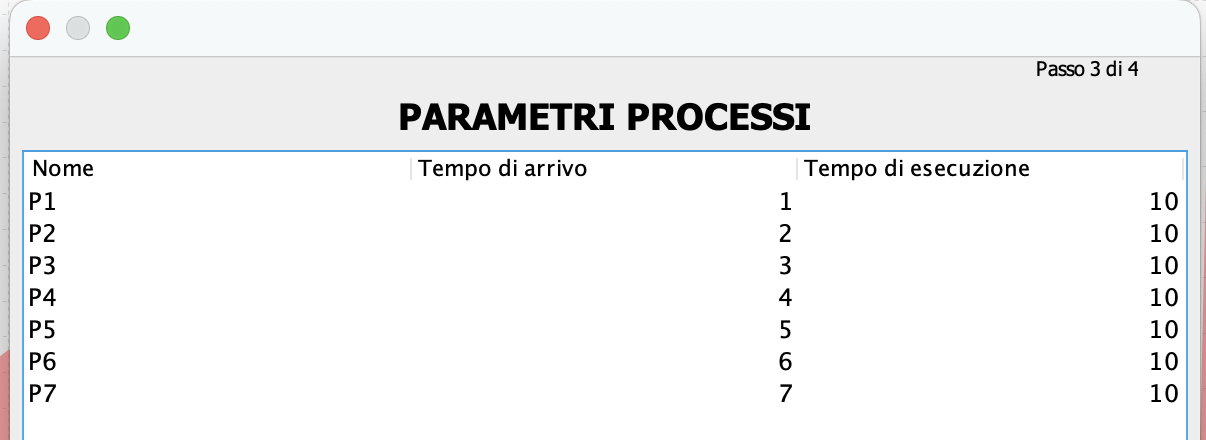 Passo 3 di 4
PARAMETRI PROCESSI
Nome Tempo di arrivo Tempo di esecuzione
P1 1 10
P2 2 10
P3 3 10
P4 4 10
P5 5 10
P6 6 10
P7 7 10